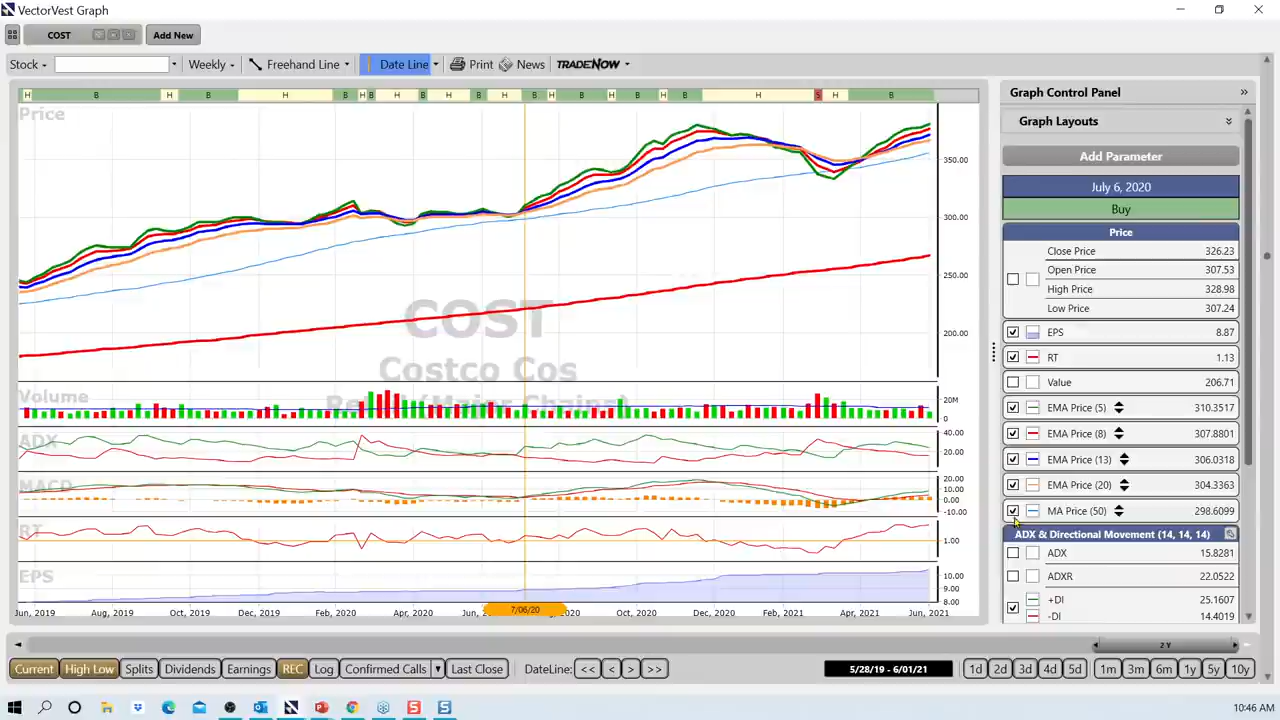 VectorVest Graph
COST
Add New
Stock
Weekly
Freehand Line
Date Line
Print
News
TRADENOW
H B H B H B H B H B H B H B H B H B H B H S H B
Price
350.00
300.00
250.00
200.00
COST
Costco Cos
Volume
20M
0
ADX
40.00
20.00
MACD
20.00
10.00
0.00
-10.00
RT
1.00
EPS
10.00
9.00
8.00
Jun, 2019 Aug, 2019 Oct, 2019 Dec, 2019 Feb, 2020 Apr, 2020 7/06/20 Oct, 2020 Dec, 2020 Feb, 2021 Apr, 2021 Jun, 2021
Graph Control Panel
Graph Layouts
Add Parameter
July 6, 2020
Buy
Price
Close Price 326.23
Open Price 307.53
High Price 328.98
Low Price 307.24
EPS 8.87
RT 1.13
Value 206.71
EMA Price (5) 310.3517
EMA Price (8) 307.8801
EMA Price (13) 306.0318
EMA Price (20) 304.3363
MA Price (50) 298.6099
ADX & Directional Movement (14, 14, 14)
ADX 15.8281
ADXR 22.0522
+DI 25.1607
-DI 14.4019
2 Y
Current High Low Splits Dividends Earnings REC Log Confirmed Calls Last Close DateLine: << < > >> 5/28/19 - 6/01/21 1d 2d 3d 4d 5d 1m 3m 6m 1y 5y 10y
10:46 AM